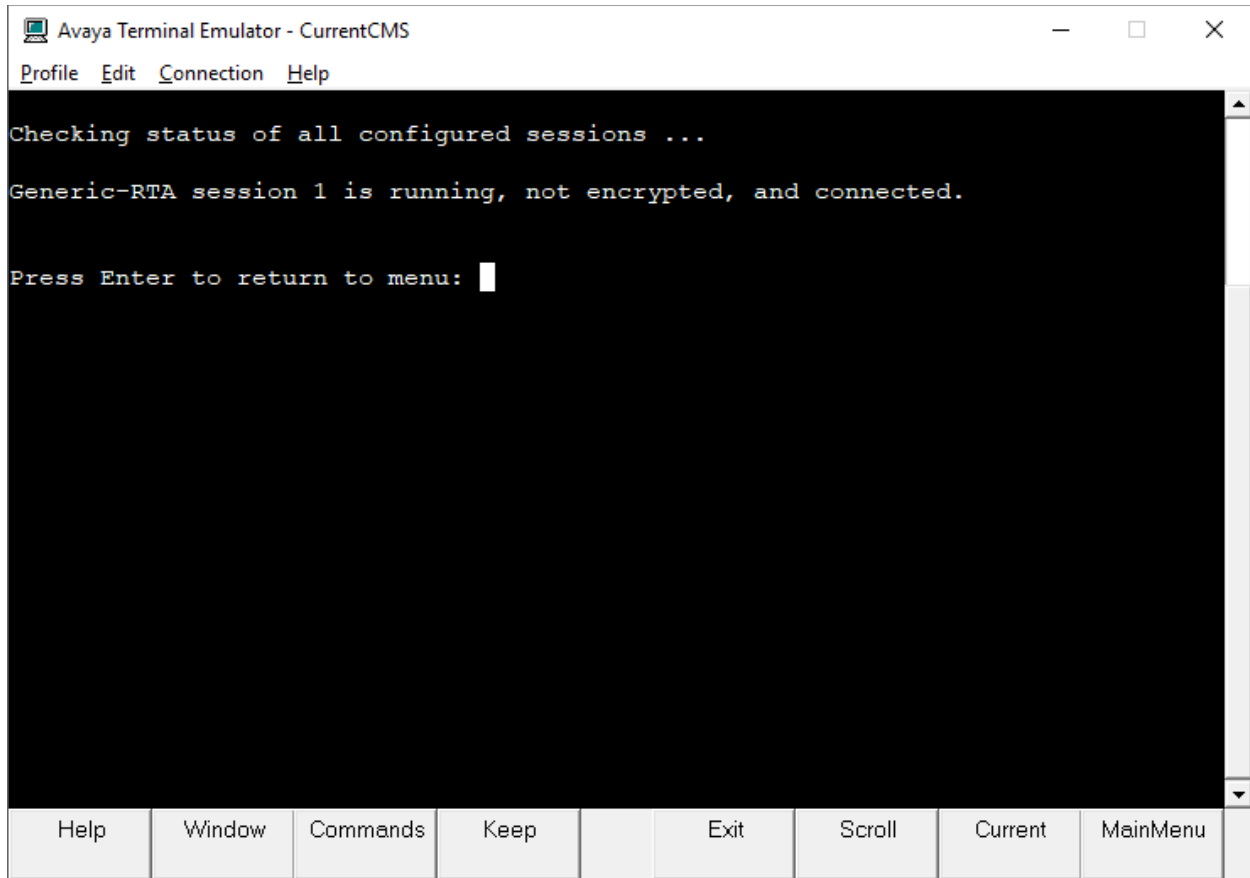 Avaya Terminal Emulator - CurrentCMS
Profile Edit Connection Help
Checking status of all configured sessions ...
Generic-RTA session 1 is running, not encrypted, and connected.
Press Enter to return to menu:
Help Window Commands Keep Exit Scroll Current MainMenu